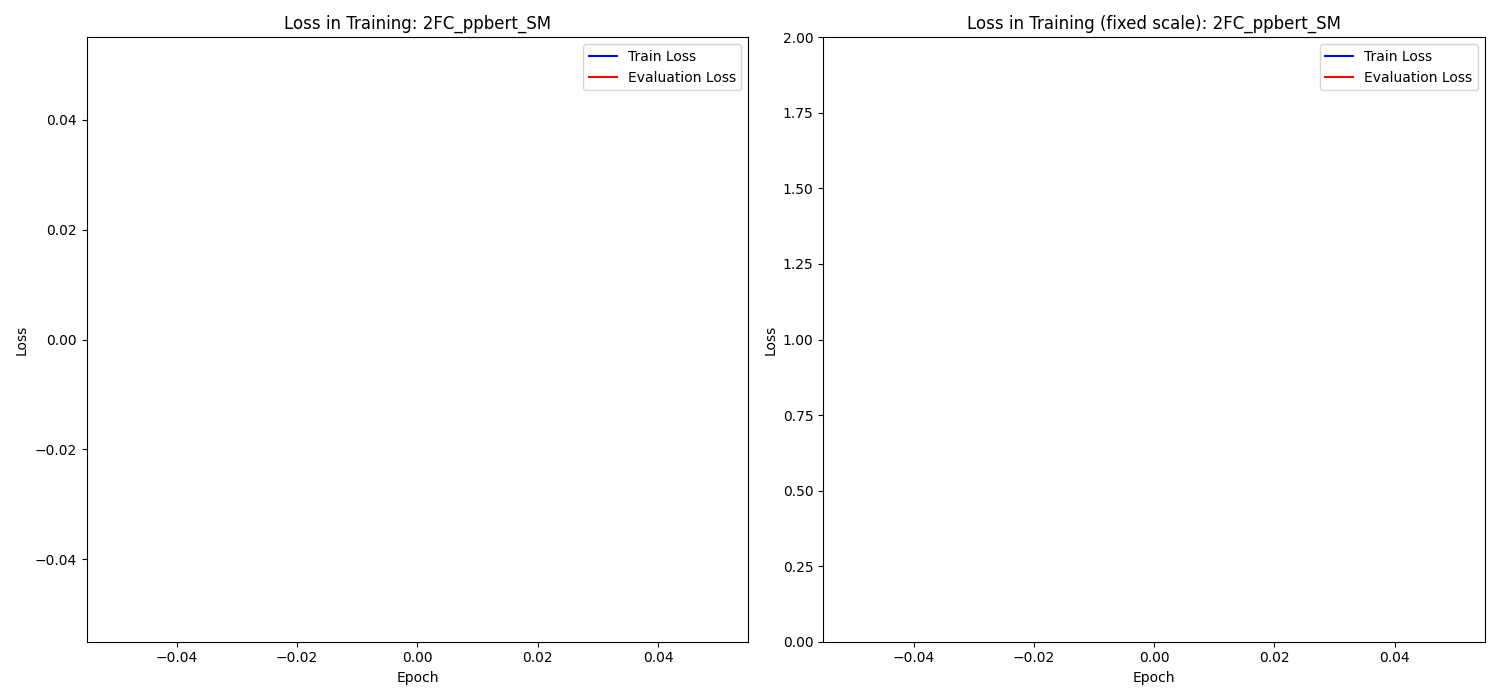 Loss in Training: 2FC_ppbert_SM
Train Loss
Evaluation Loss
0.04
0.02
0.00
−0.02
−0.04
Loss
−0.04
−0.02
0.00
0.02
0.04
Epoch
Loss in Training (fixed scale): 2FC_ppbert_SM
Train Loss
Evaluation Loss
2.00
1.75
1.50
1.25
1.00
0.75
0.50
0.25
0.00
Loss
−0.04
−0.02
0.00
0.02
0.04
Epoch